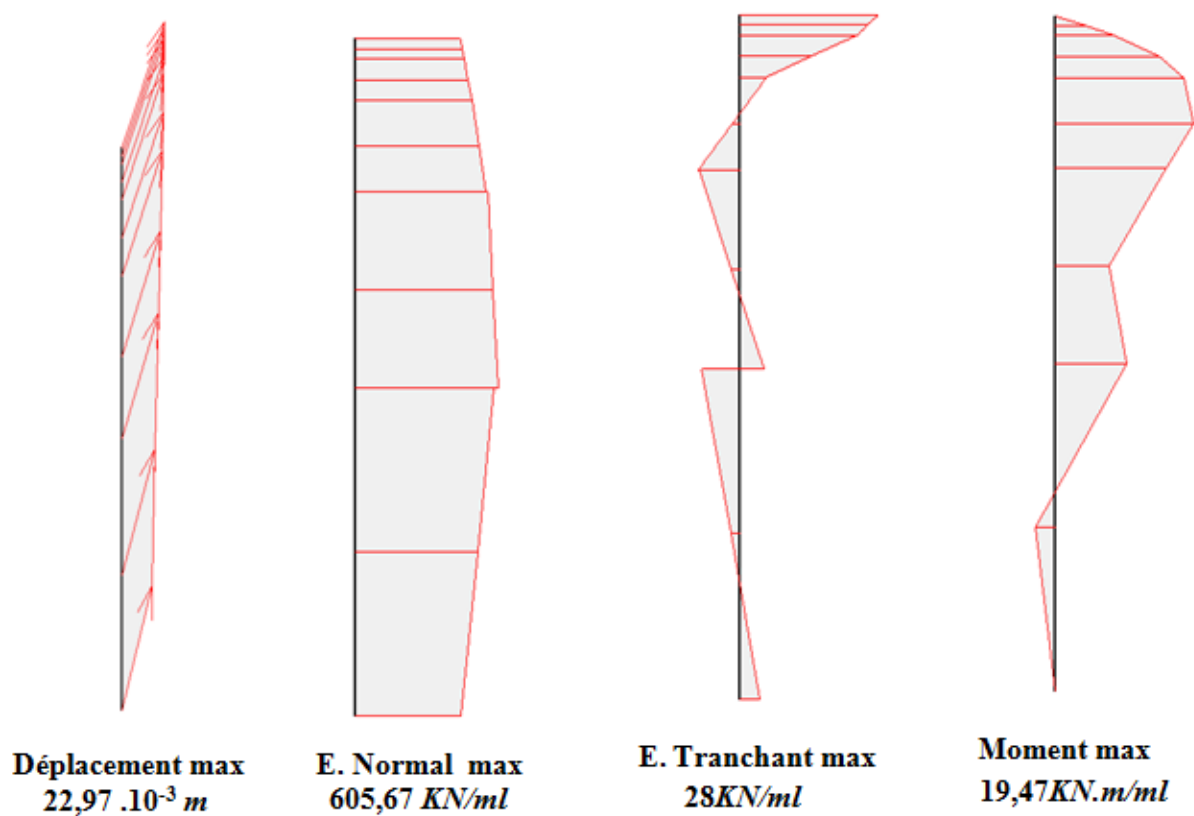 Déplacement max
22,97 .10⁻³ m
E. Normal max
605,67 KN/ml
E. Tranchant max
28KN/ml
Moment max
19,47KN.m/ml